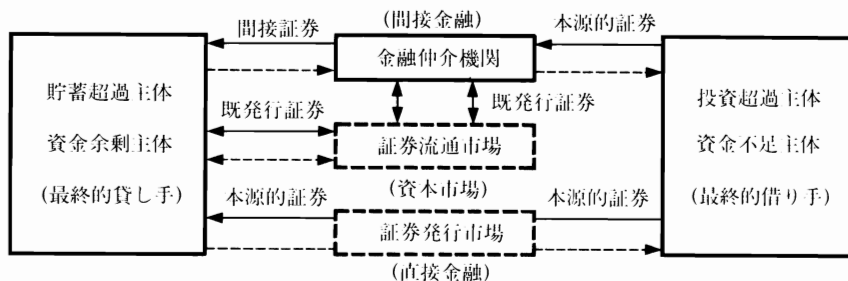 (間接金融)
間接証券
本源的証券
金融仲介機関
貯蓄超過主体
資金余剰主体
(最終的貸し手)
既発行証券
既発行証券
証券流通市場
(資本市場)
投資超過主体
資金不足主体
(最終的借り手)
本源的証券
本源的証券
証券発行市場
(直接金融)